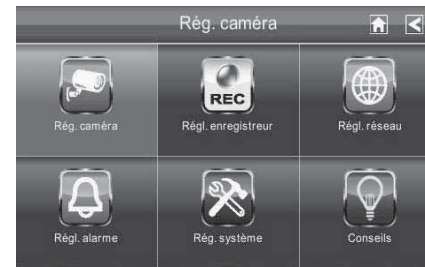 Rég. caméra
REC
Rég. caméra
Régl. enregistreur
Régl. réseau
Régl. alarme
Rég. système
Conseils